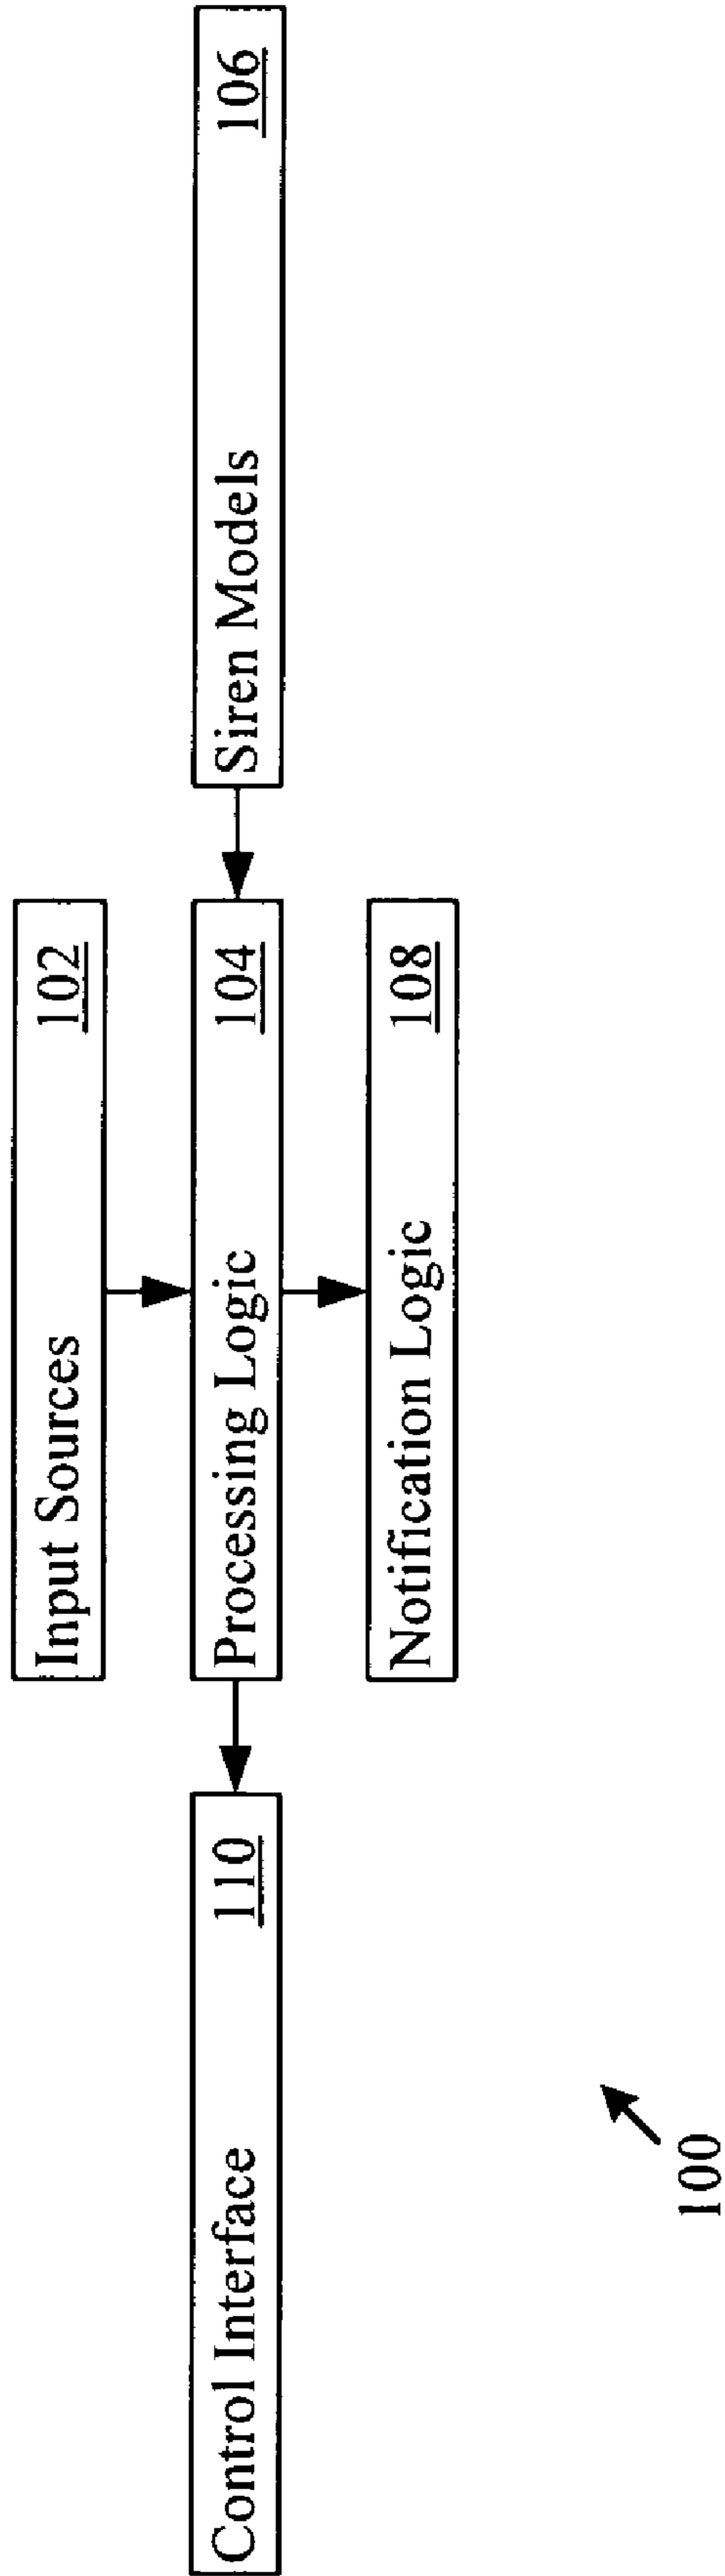 Input Sources 102
Control Interface 110
Processing Logic 104
Siren Models 106
Notification Logic 108
100